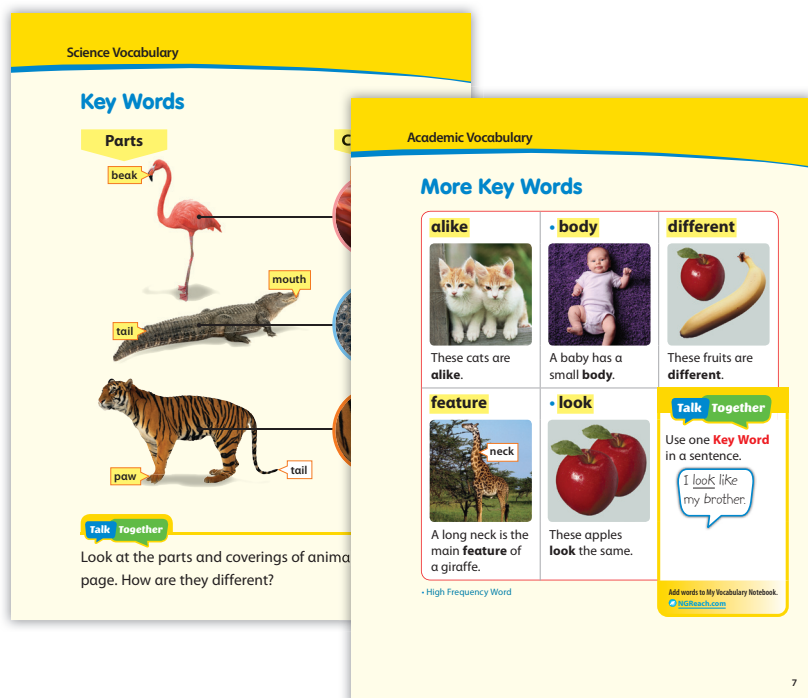 Science Vocabulary
Key Words
Parts
C
beak
mouth
tail
paw
tail
Talk Together
Look at the parts and coverings of anima
page. How are they different?
Academic Vocabulary
More Key Words
alike
These cats are
alike.
• body
A baby has a
small body.
different
These fruits are
different.
feature
neck
A long neck is the
main feature of
a giraffe.
• look
These apples
look the same.
Talk Together
Use one Key Word
in a sentence.
I look like
my brother.
Add words to My Vocabulary Notebook.
NGReach.com
• High Frequency Word
7